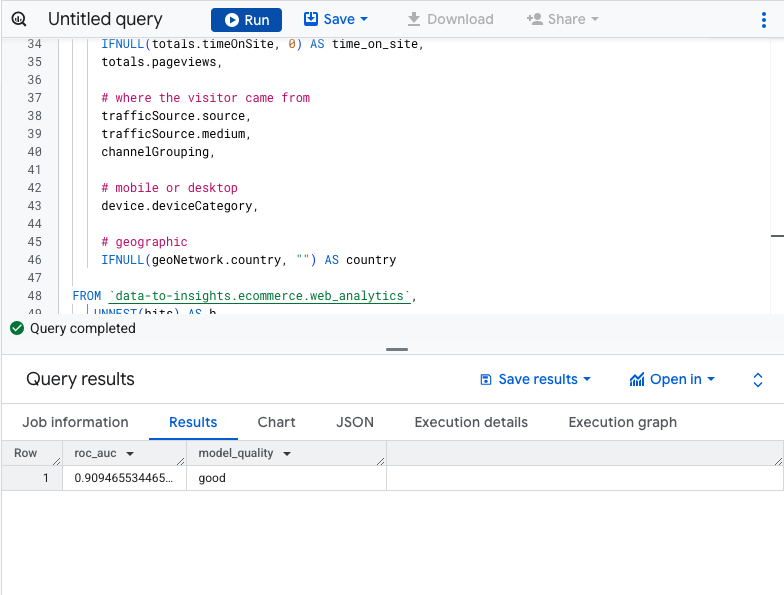 Untitled query Run Save Download Share
34 IFNULL(totals.timeOnSite, 0) AS time_on_site,
35 totals.pageviews,
36
37 # where the visitor came from
38 trafficSource.source,
39 trafficSource.medium,
40 channelGrouping,
41
42 # mobile or desktop
43 device.deviceCategory,
44
45 # geographic
46 IFNULL(geoNetwork.country, "") AS country
47
48 FROM `data-to-insights.ecommerce.web_analytics`,
49 UNNEST(hits) AS h
Query completed
Query results Save results Open in
Job information Results Chart JSON Execution details Execution graph
Row roc_auc model_quality
1 0.909465534465... good